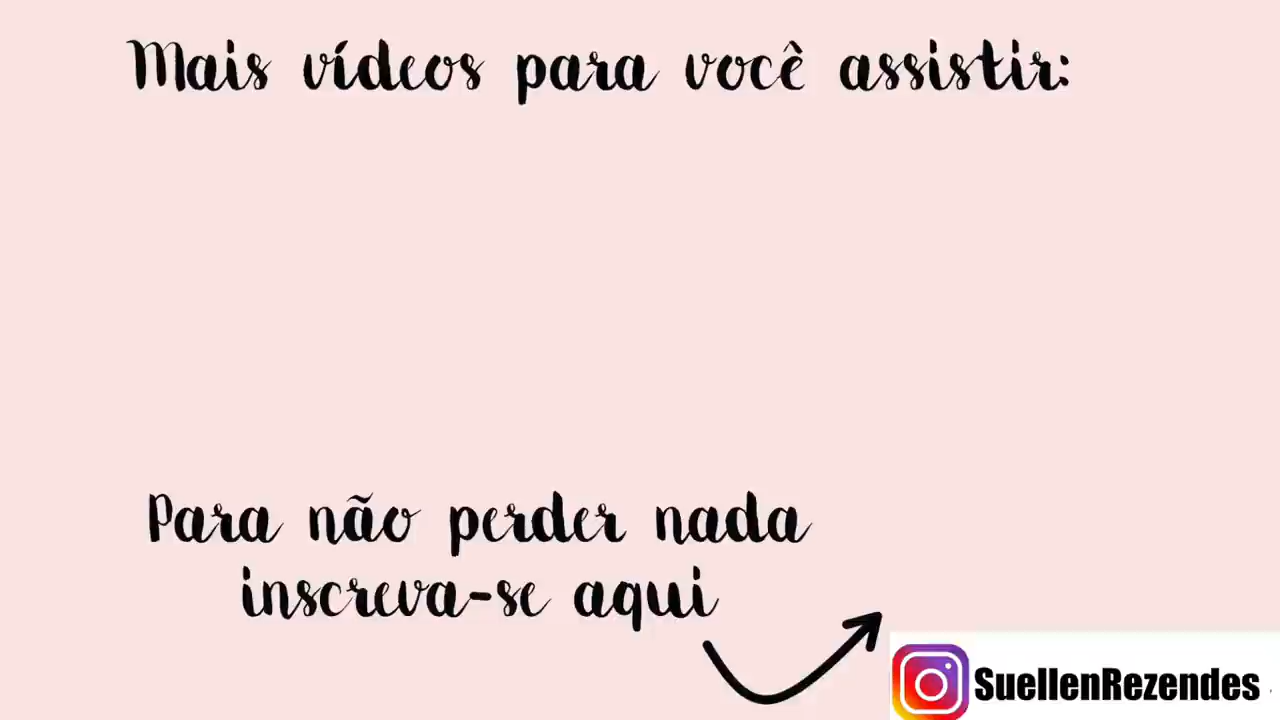 Mais vídeos para você assistir:
Para não perder nada
inscreva-se aqui
SuellenRezendes